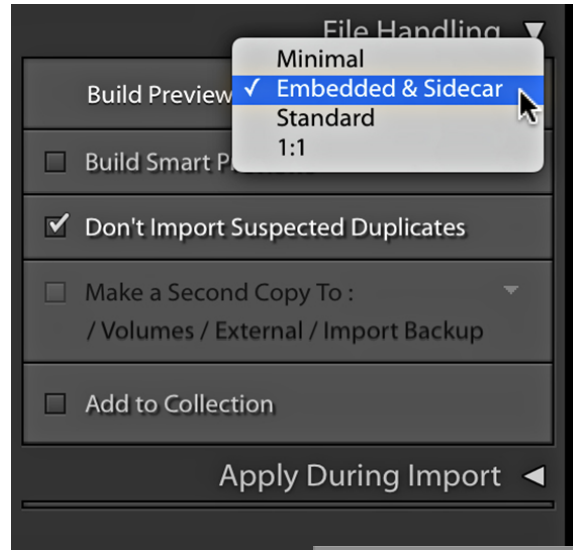 File Handling
Build Preview
Minimal
✓ Embedded & Sidecar
Standard
1:1
Build Smart
Don't Import Suspected Duplicates
Make a Second Copy To :
/ Volumes / External / Import Backup
Add to Collection
Apply During Import